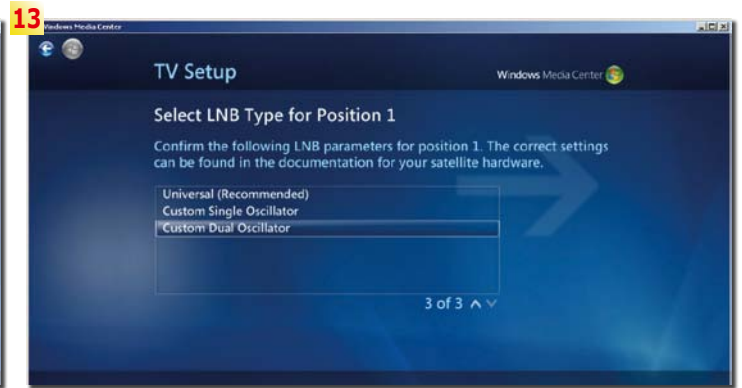 13
Windows Media Center
TV Setup
Windows Media Center
Select LNB Type for Position 1
Confirm the following LNB parameters for position 1. The correct settings
can be found in the documentation for your satellite hardware.
Universal (Recommended)
Custom Single Oscillator
Custom Dual Oscillator
3 of 3